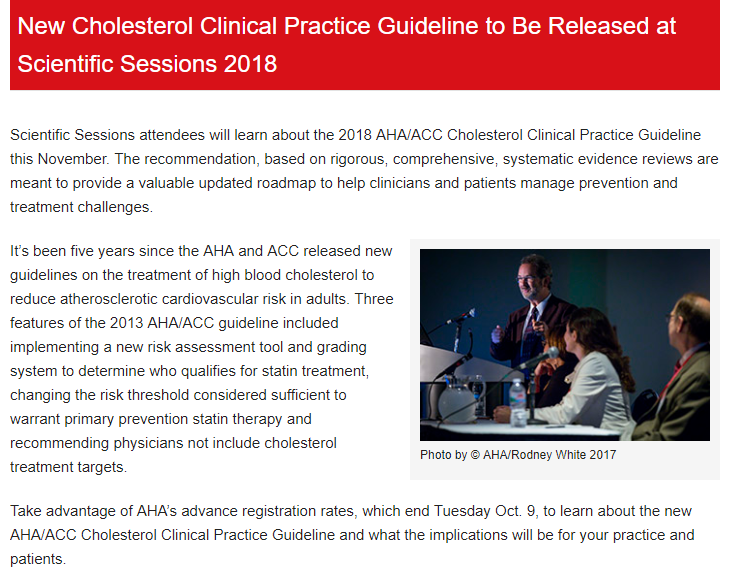 New Cholesterol Clinical Practice Guideline to Be Released at
Scientific Sessions 2018
Scientific Sessions attendees will learn about the 2018 AHA/ACC Cholesterol Clinical Practice Guideline
this November. The recommendation, based on rigorous, comprehensive, systematic evidence reviews are
meant to provide a valuable updated roadmap to help clinicians and patients manage prevention and
treatment challenges.
It's been five years since the AHA and ACC released new
guidelines on the treatment of high blood cholesterol to
reduce atherosclerotic cardiovascular risk in adults. Three
features of the 2013 AHA/ACC guideline included
implementing a new risk assessment tool and grading
system to determine who qualifies for statin treatment,
changing the risk threshold considered sufficient to
warrant primary prevention statin therapy and
recommending physicians not include cholesterol
treatment targets.
Photo by © AHA/Rodney White 2017
Take advantage of AHA's advance registration rates, which end Tuesday Oct. 9, to learn about the new
AHA/ACC Cholesterol Clinical Practice Guideline and what the implications will be for your practice and
patients.